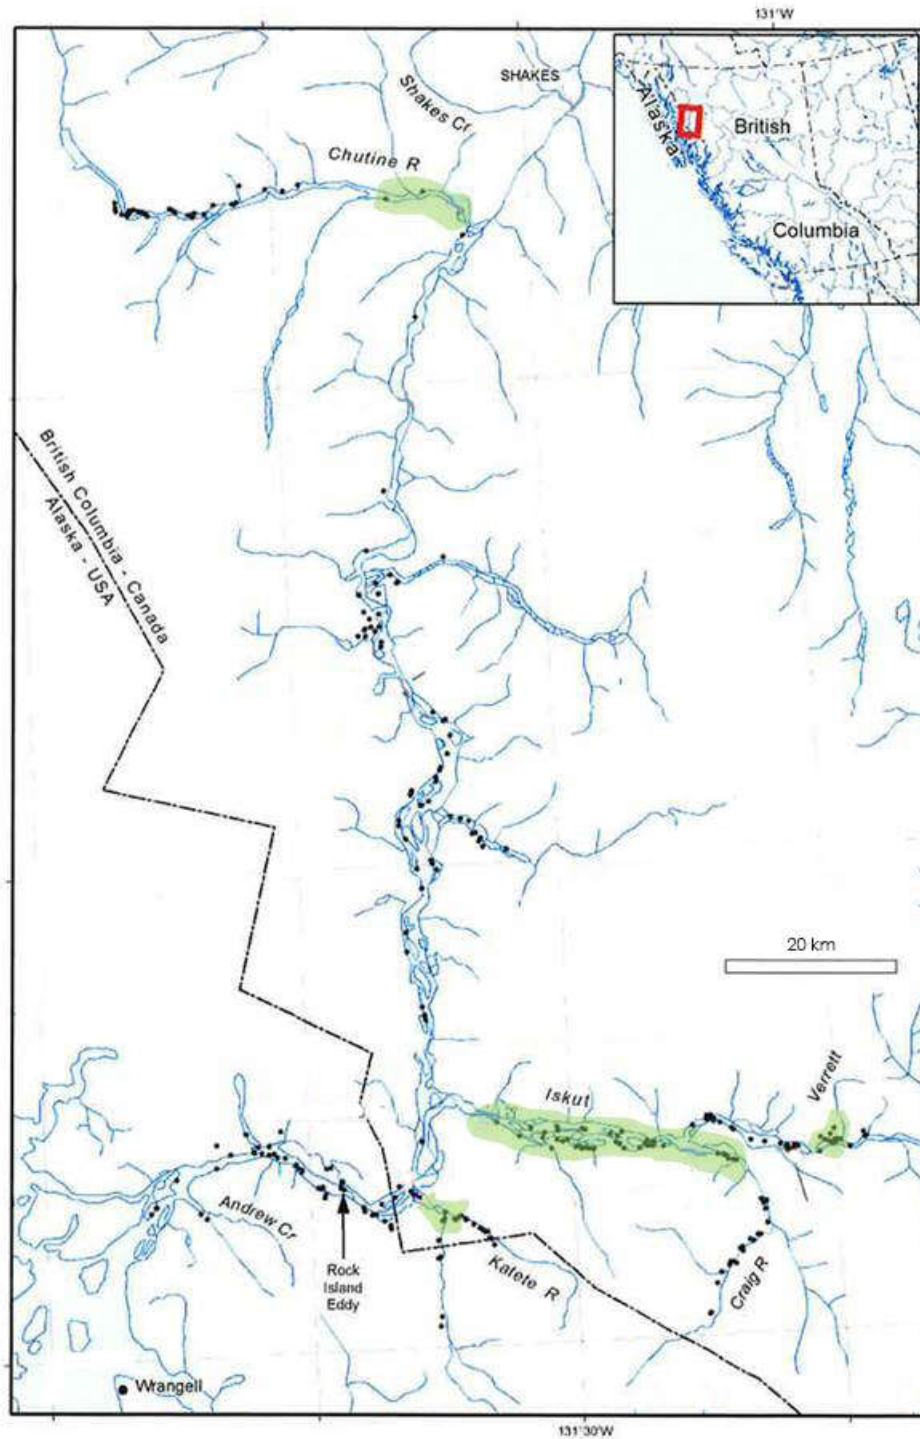 131°W
SHAKES
Shakes Cr
Chutine R
Alaska
British
Columbia
British Columbia - Canada
Alaska - USA
20 km
Iskut
Verrett
Andrew Cr
Rock
Island
Eddy
Katete R
Craig R
Wrangell
131°30'W